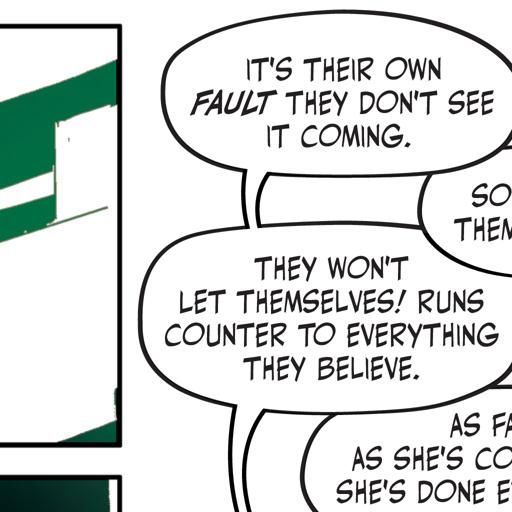 IT'S THEIR OWN
FAULT THEY DON'T SEE
IT COMING.
SO
THEY WON'T
LET THEMSELVES! RUNS
COUNTER TO EVERYTHING
THEY BELIEVE.
AS
AS SHE'S
SHE'S DONE